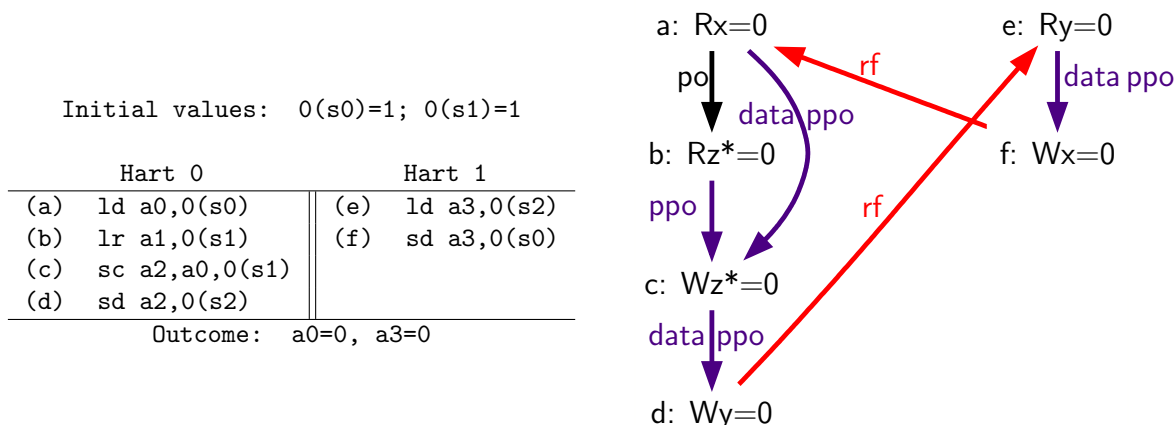 Initial values: 0(s0)=1; 0(s1)=1
Hart 0 Hart 1
(a) ld a0,0(s0) (e) ld a3,0(s2)
(b) lr a1,0(s1) (f) sd a3,0(s0)
(c) sc a2,a0,0(s1)
(d) sd a2,0(s2)
Outcome: a0=0, a3=0
a: Rx=0
e: Ry=0
po
rf
data ppo
data ppo
b: Rz*=0
f: Wx=0
ppo
rf
c: Wz*=0
data ppo
d: Wy=0